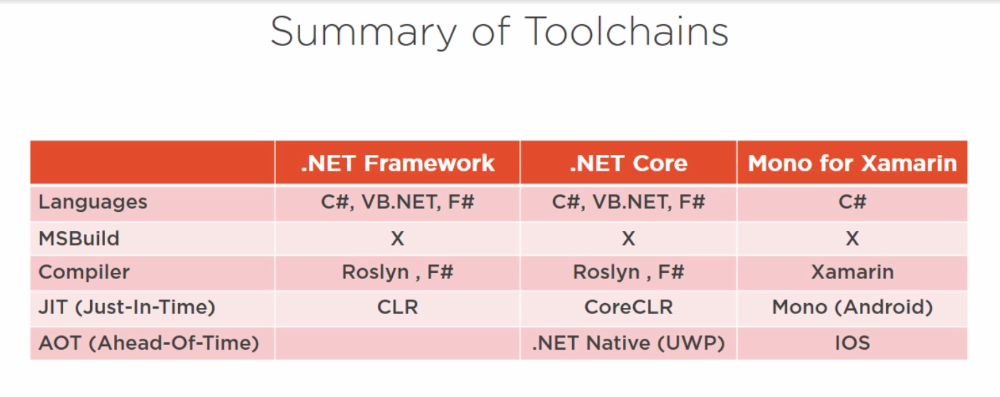 Summary of Toolchains
.NET Framework .NET Core Mono for Xamarin
Languages C#, VB.NET, F# C#, VB.NET, F# C#
MSBuild X X X
Compiler Roslyn , F# Roslyn , F# Xamarin
JIT (Just-In-Time) CLR CoreCLR Mono (Android)
AOT (Ahead-Of-Time) .NET Native (UWP) IOS